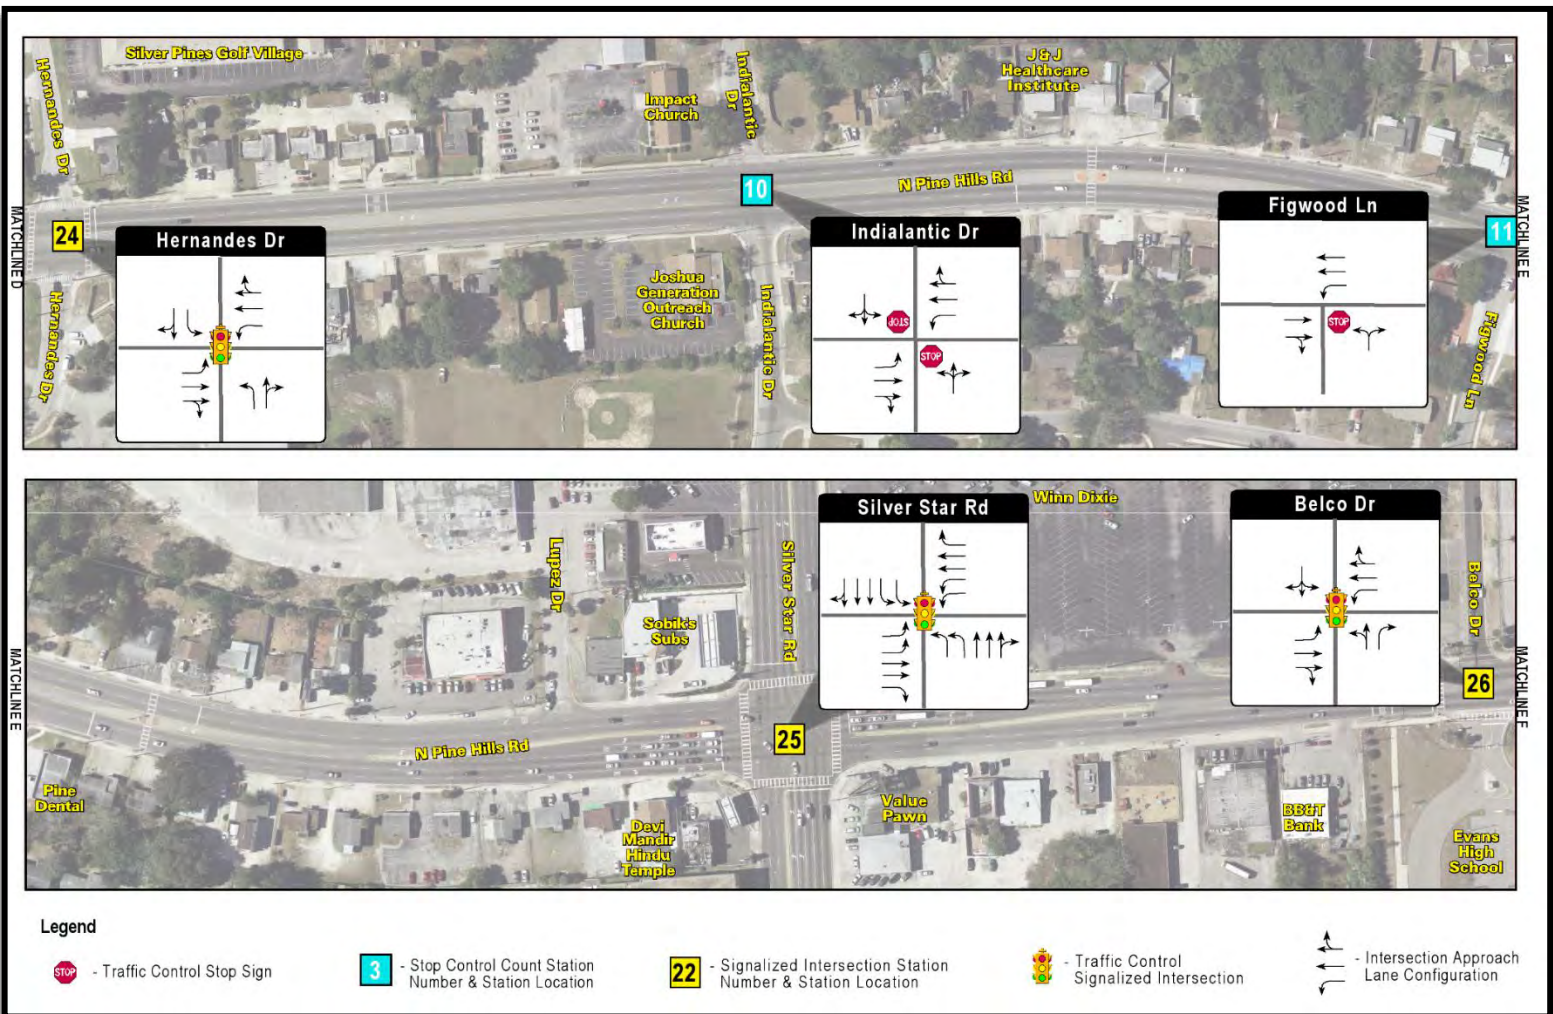 Silver Pines Golf Village
Hernandes Dr
Impact
Church
Indialantic
Dr
J&J
Healthcare
Institute
N Pine Hills Rd
MATCHLINE D
24
Hernandes Dr
Hernandes Dr
10
Joshua
Generation
Outreach
Church
Indialantic Dr
Indialantic Dr
STOP
STOP
Figwood Ln
STOP
11
MATCHLINE E
Figwood Ln
MATCHLINE E
Lupez Dr
Sobik's
Subs
Silver Star Rd
Silver Star Rd
Winn Dixie
Belco Dr
Belco Dr
26
MATCHLINE F
N Pine Hills Rd
25
Pine
Dental
Devi
Mandir
Hindu
Temple
Value
Pawn
BB&T
Bank
Evans
High
School
Legend
STOP
- Traffic Control Stop Sign
3
- Stop Control Count Station
Number & Station Location
22
- Signalized Intersection Station
Number & Station Location
- Traffic Control
Signalized Intersection
- Intersection Approach
Lane Configuration